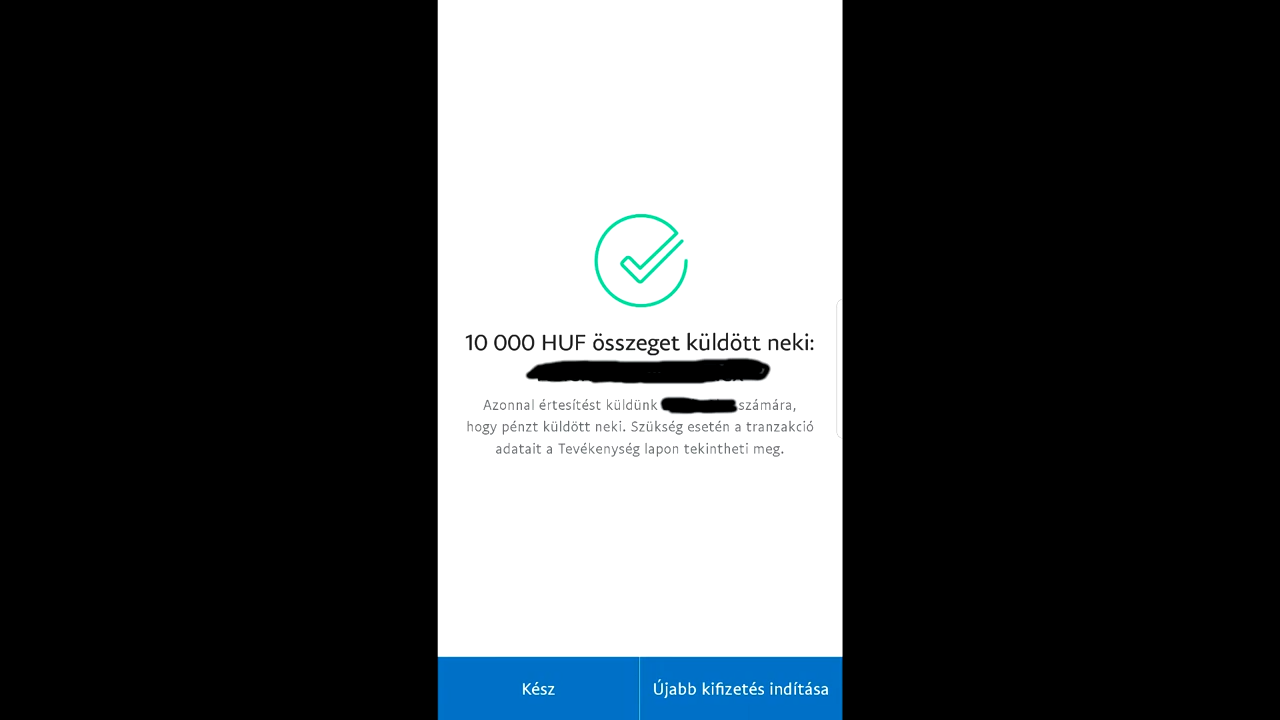 10 000 HUF összeget küldött neki:
Azonnal értesítést küldünk számára,
hogy pénzt küldött neki. Szükség esetén a tranzakció
adatait a Tevékenység lapon tekintheti meg.
Kész
Újabb kifizetés indítása